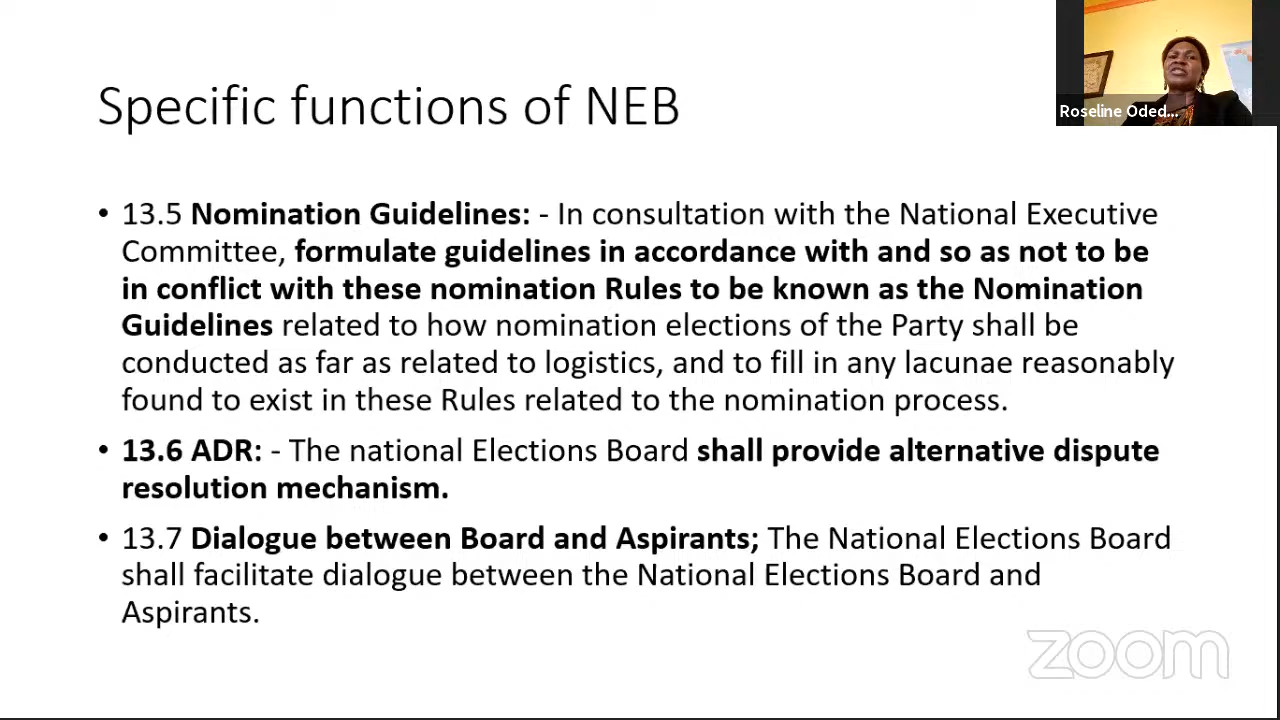 Specific functions of NEB
Roseline Oded...
• 13.5 Nomination Guidelines: - In consultation with the National Executive
Committee, formulate guidelines in accordance with and so as not to be
in conflict with these nomination Rules to be known as the Nomination
Guidelines related to how nomination elections of the Party shall be
conducted as far as related to logistics, and to fill in any lacunae reasonably
found to exist in these Rules related to the nomination process.
• 13.6 ADR: - The national Elections Board shall provide alternative dispute
resolution mechanism.
• 13.7 Dialogue between Board and Aspirants; The National Elections Board
shall facilitate dialogue between the National Elections Board and
Aspirants.
zoom